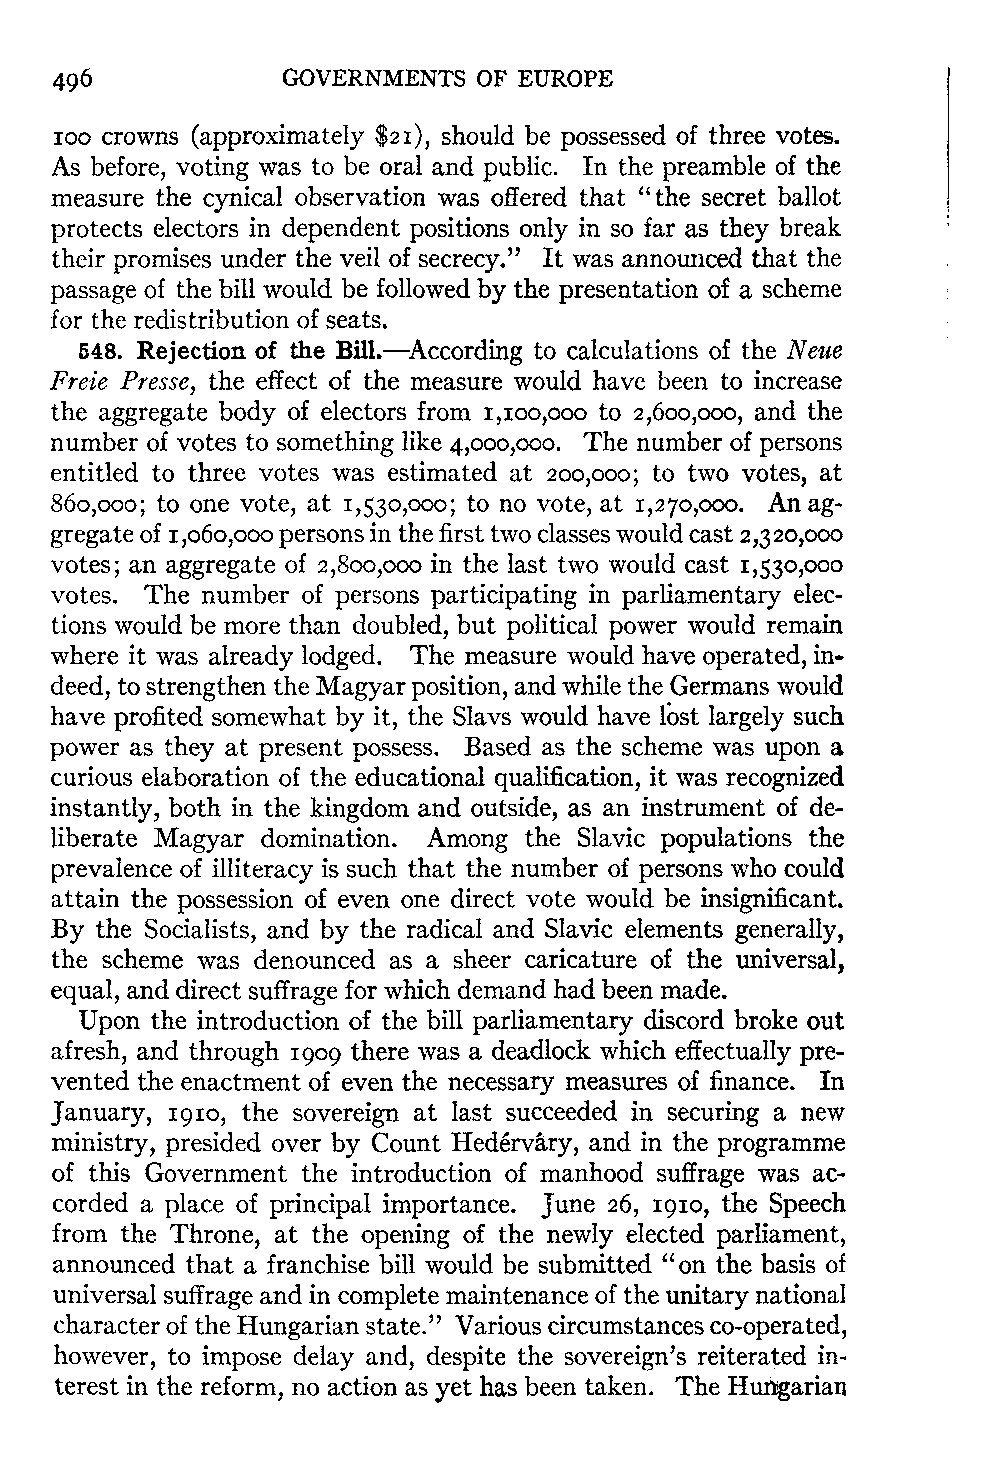 496 GOVERNMENTS OF EUROPE
100 crowns (approximately $21), should be possessed of three votes.
As before, voting was to be oral and public. In the preamble of the
measure the cynical observation was offered that "the secret ballot
protects electors in dependent positions only in so far as they break
their promises under the veil of secrecy." It was announced that the
passage of the bill would be followed by the presentation of a scheme
for the redistribution of seats.
548. Rejection of the Bill.—According to calculations of the Neue
Freie Presse, the effect of the measure would have been to increase
the aggregate body of electors from 1,100,000 to 2,600,000, and the
number of votes to something like 4,000,000. The number of persons
entitled to three votes was estimated at 200,000; to two votes, at
860,000; to one vote, at 1,530,000; to no vote, at 1,270,000. An ag-
gregate of 1,060,000 persons in the first two classes would cast 2,320,000
votes; an aggregate of 2,800,000 in the last two would cast 1,530,000
votes. The number of persons participating in parliamentary elec-
tions would be more than doubled, but political power would remain
where it was already lodged. The measure would have operated, in-
deed, to strengthen the Magyar position, and while the Germans would
have profited somewhat by it, the Slavs would have lost largely such
power as they at present possess. Based as the scheme was upon a
curious elaboration of the educational qualification, it was recognized
instantly, both in the kingdom and outside, as an instrument of de-
liberate Magyar domination. Among the Slavic populations the
prevalence of illiteracy is such that the number of persons who could
attain the possession of even one direct vote would be insignificant.
By the Socialists, and by the radical and Slavic elements generally,
the scheme was denounced as a sheer caricature of the universal,
equal, and direct suffrage for which demand had been made.
Upon the introduction of the bill parliamentary discord broke out
afresh, and through 1909 there was a deadlock which effectually pre-
vented the enactment of even the necessary measures of finance. In
January, 1910, the sovereign at last succeeded in securing a new
ministry, presided over by Count Hedérváry, and in the programme
of this Government the introduction of manhood suffrage was ac-
corded a place of principal importance. June 26, 1910, the Speech
from the Throne, at the opening of the newly elected parliament,
announced that a franchise bill would be submitted "on the basis of
universal suffrage and in complete maintenance of the unitary national
character of the Hungarian state." Various circumstances co-operated,
however, to impose delay and, despite the sovereign's reiterated in-
terest in the reform, no action as yet has been taken. The Hungarian